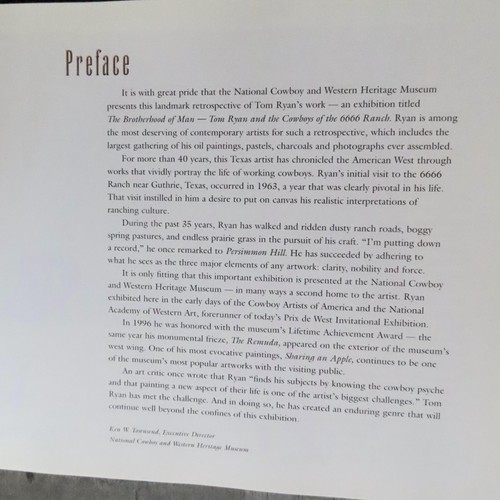 Preface
It is with great pride that the National Cowboy and Western Heritage Museum
presents this landmark retrospective of Tom Ryan's work — an exhibition titled
The Brotherhood of Man — Tom Ryan and the Cowboys of the 6666 Ranch. Ryan is among
the most deserving of contemporary artists for such a retrospective, which includes the
largest gathering of his oil paintings, pastels, charcoals and photographs ever assembled.
For more than 40 years, this Texas artist has chronicled the American West through
works that vividly portray the life of working cowboys. Ryan's initial visit to the 6666
Ranch near Guthrie, Texas, occurred in 1963, a year that was clearly pivotal in his life.
That visit instilled in him a desire to put on canvas his realistic interpretations of
ranching culture.
During the past 35 years, Ryan has walked and ridden dusty ranch roads, boggy
spring pastures, and endless prairie grass in the pursuit of his craft. "I'm putting down
a record," he once remarked to Persimmon Hill. He has succeeded by adhering to
what he sees as the three major elements of any artwork: clarity, nobility and force.
It is only fitting that this important exhibition is presented at the National Cowboy
and Western Heritage Museum — in many ways a second home to the artist. Ryan
exhibited here in the early days of the Cowboy Artists of America and the National
Academy of Western Art, forerunner of today's Prix de West Invitational Exhibition.
In 1996 he was honored with the museum's Lifetime Achievement Award — the
same year his monumental frieze, The Remuda, appeared on the exterior of the museum's
west wing. One of his most evocative paintings, Sharing an Apple, continues to be one
of the museum's most popular artworks with the visiting public.
An art critic once wrote that Ryan "finds his subjects by knowing the cowboy psyche
and that painting a new aspect of their life is one of the artist's biggest challenges." Tom
Ryan has met the challenge. And in doing so, he has created an enduring genre that will
continue well beyond the confines of this exhibition.
Ken W. Townsend, Executive Director
National Cowboy and Western Heritage Museum